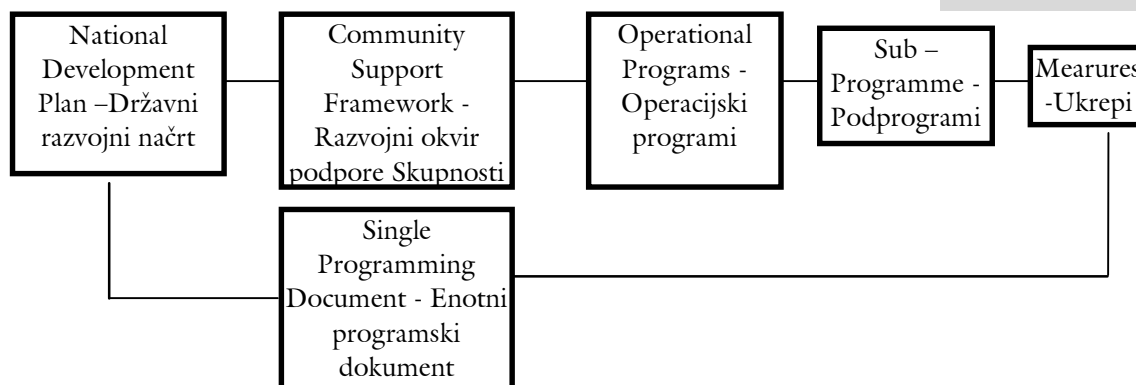 National
Development
Plan –Državni
razvojni načrt
Community
Support
Framework -
Razvojni okvir
podpore Skupnosti
Operational
Programs -
Operacijski
programi
Sub –
Programme -
Podprogrami
Mearures
-Ukrepi
Single
Programming
Document - Enotni
programski
dokument